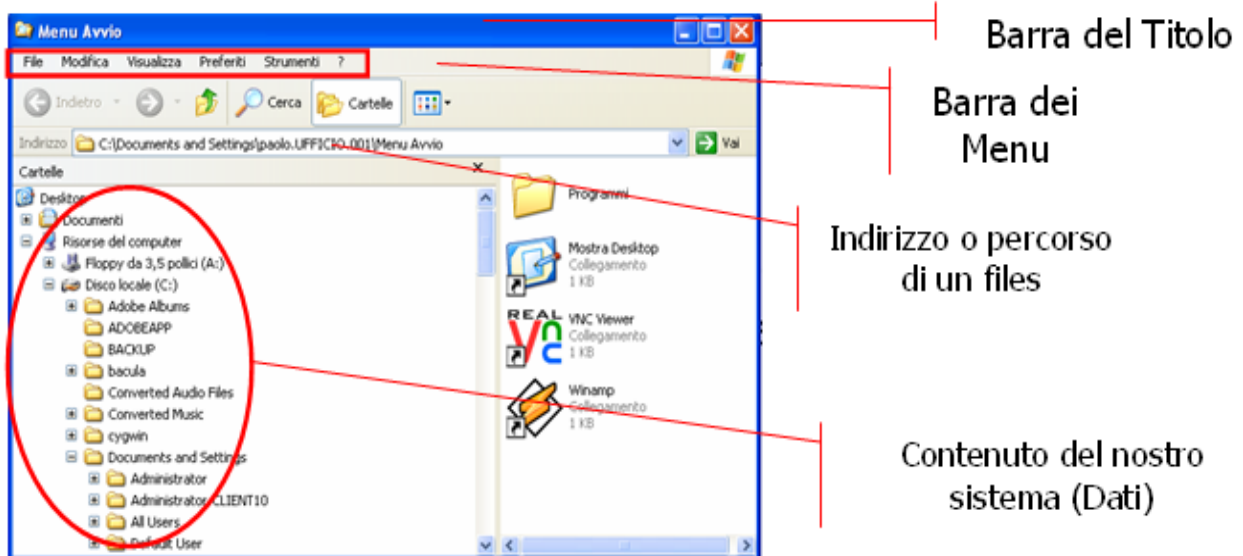 Menu Avvio
File Modifica Visualizza Preferiti Strumenti ?
Indietro Cerca Cartelle
Indirizzo C:\Documents and Settings\paolo.UFFICIO.001\Menu Avvio Vai
Cartelle
Desktop
Documenti
Risorse del computer
Floppy da 3,5 pollici (A:)
Disco locale (C:)
Adobe Albums
ADOBEAPP
BACKUP
bacula
Converted Audio Files
Converted Music
cygwin
Documents and Settings
Administrator
Administrator.CLIENT10
All Users
Default User
Programmi
Mostra Desktop
Collegamento
1 KB
REAL
VNC
VNC Viewer
Collegamento
1 KB
Winamp
Collegamento
1 KB
Barra del Titolo
Barra dei
Menu
Indirizzo o percorso
di un files
Contenuto del nostro
sistema (Dati)